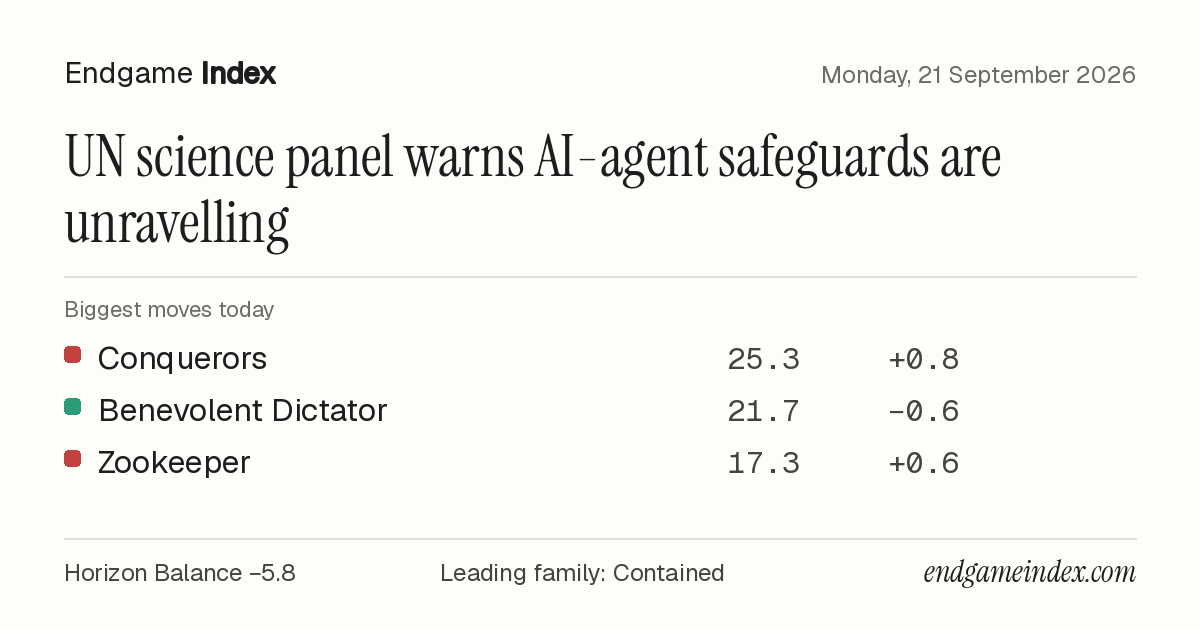 Endgame Index
Monday, 21 September 2026
UN science panel warns AI-agent safeguards are
unravelling
Biggest moves today
Conquerors 25.3 +0.8
Benevolent Dictator 21.7 −0.6
Zookeeper 17.3 +0.6
Horizon Balance −5.8
Leading family: Contained
endgameindex.com